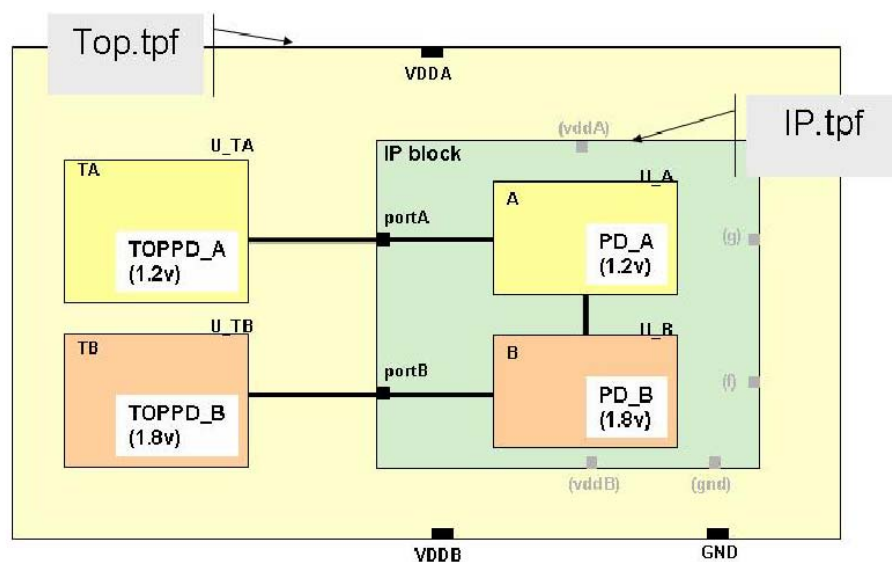 Top.tpf
VDDA
IP.tpf
(vddA)
U_TA
IP block
TA
U_A
A
portA
(g)
TOPPD_A
(1.2v)
PD_A
(1.2v)
U_TB
U_B
TB
B
portB
(f)
TOPPD_B
(1.8v)
PD_B
(1.8v)
(vddB)
(gnd)
VDDB
GND